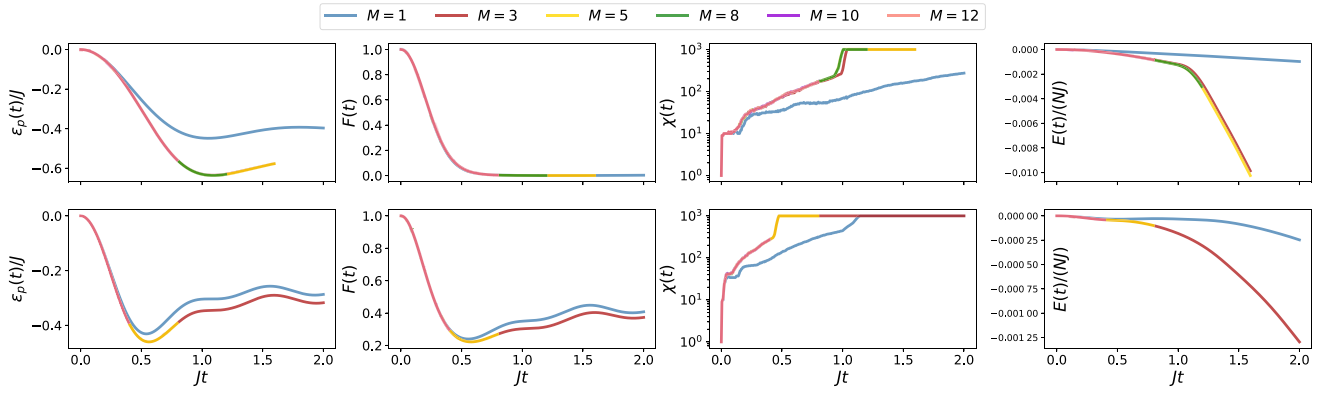 M = 1 M = 3 M = 5 M = 8 M = 10 M = 12
εₚ(t)/J
0.0
−0.2
−0.4
−0.6
F(t)
1.0
0.8
0.6
0.4
0.2
0.0
χ(t)
10³
10²
10¹
10⁰
E(t)/(NJ)
0.000
−0.002
−0.004
−0.006
−0.008
−0.010
εₚ(t)/J
0.0
−0.2
−0.4
0.0 0.5 1.0 1.5 2.0
Jt
F(t)
1.0
0.8
0.6
0.4
0.2
0.0 0.5 1.0 1.5 2.0
Jt
χ(t)
10³
10²
10¹
10⁰
0.0 0.5 1.0 1.5 2.0
Jt
E(t)/(NJ)
0.000 00
−0.000 25
−0.000 50
−0.000 75
−0.001 00
−0.001 25
0.0 0.5 1.0 1.5 2.0
Jt